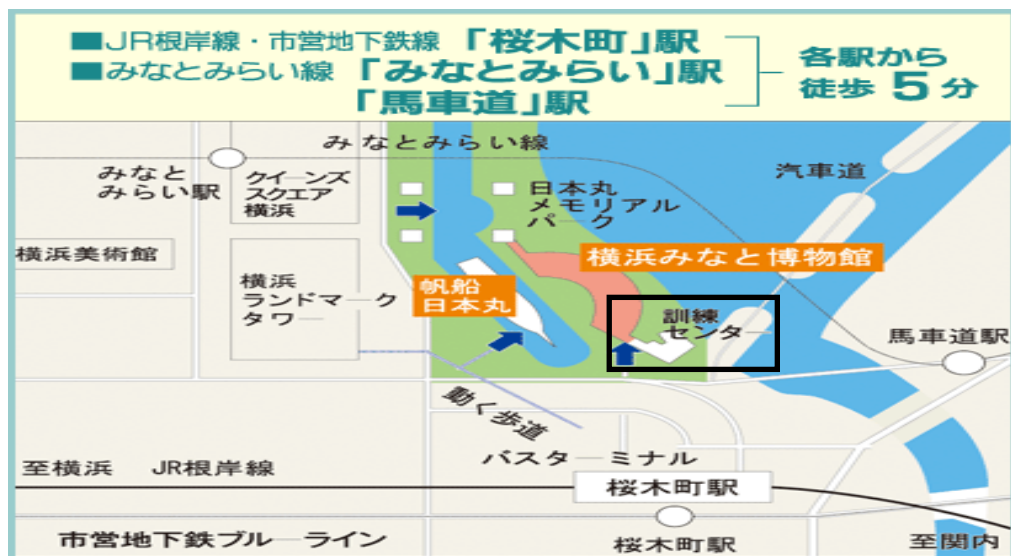 ■JR根岸線・市営地下鉄線「桜木町」駅
■みなとみらい線「みなとみらい」駅
「馬車道」駅
各駅から
徒歩5分
みなとみらい線
汽車道
みなと
みらい駅
クイーンズ
スクエア
横浜
日本丸
メモリアル
パーク
横浜美術館
横浜みなと博物館
横浜
ランドマーク
タワー
帆船
日本丸
訓練
センター
馬車道駅
動く歩道
バスターミナル
至横浜 JR根岸線
桜木町駅
市営地下鉄ブルーライン
桜木町駅
至関内